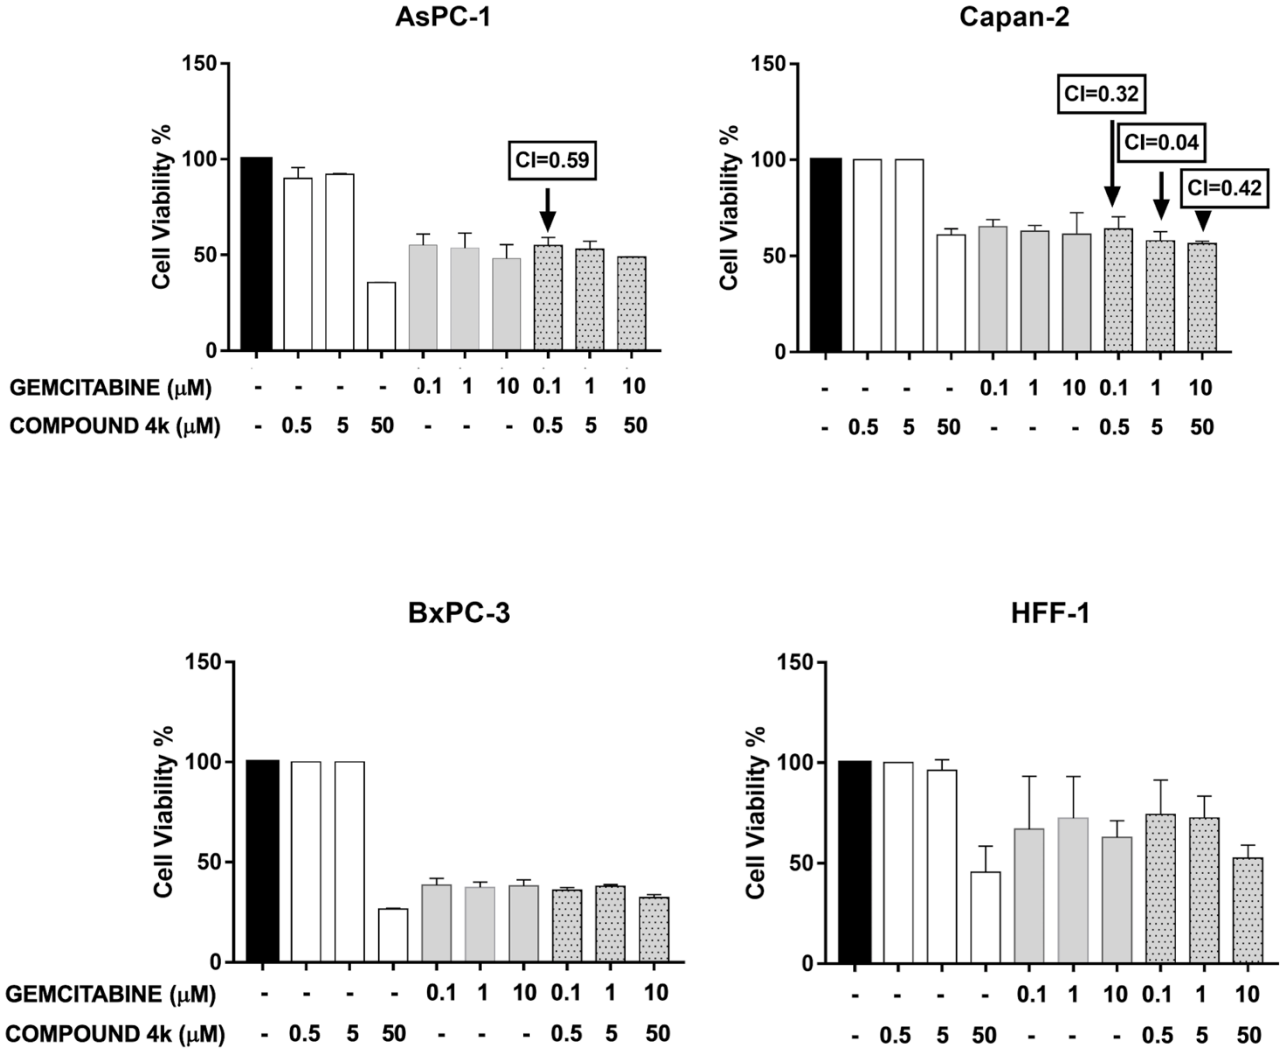 AsPC-1
150
100
50
0
Cell Viability %
CI=0.59
GEMCITABINE (μM) - - - - 0.1 1 10 0.1 1 10
COMPOUND 4k (μM) - 0.5 5 50 - - - 0.5 5 50
Capan-2
150
100
50
0
Cell Viability %
CI=0.32
CI=0.04
CI=0.42
- - - - 0.1 1 10 0.1 1 10
- 0.5 5 50 - - - 0.5 5 50
BxPC-3
150
100
50
0
Cell Viability %
GEMCITABINE (μM) - - - - 0.1 1 10 0.1 1 10
COMPOUND 4k (μM) - 0.5 5 50 - - - 0.5 5 50
HFF-1
150
100
50
0
Cell Viability %
- - - - 0.1 1 10 0.1 1 10
- 0.5 5 50 - - - 0.5 5 50